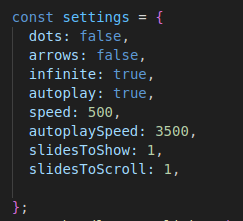 const settings = {
  dots: false,
  arrows: false,
  infinite: true,
  autoplay: true,
  speed: 500,
  autoplaySpeed: 3500,
  slidesToShow: 1,
  slidesToScroll: 1,

};